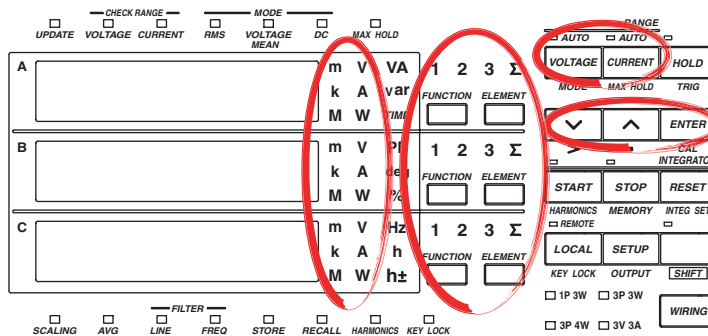 CHECK RANGE MODE
UPDATE VOLTAGE CURRENT RMS VOLTAGE MEAN DC MAX HOLD
RANGE
AUTO AUTO
VOLTAGE CURRENT HOLD
MODE MAX HOLD TRIG
ENTER
CAL
INTEGRATOR
START STOP RESET
HARMONICS MEMORY INTEG SET
REMOTE
LOCAL SETUP
KEY LOCK OUTPUT SHIFT
1P 3W 3P 3W
3P 4W 3V 3A
WIRING
A
m V VA 1 2 3 Σ
k A var FUNCTION ELEMENT
M W TIME
B
m V PF 1 2 3 Σ
k A deg FUNCTION ELEMENT
M W %
C
m V Hz 1 2 3 Σ
k A h FUNCTION ELEMENT
M W h±
FILTER
SCALING AVG LINE FREQ STORE RECALL HARMONICS KEY LOCK